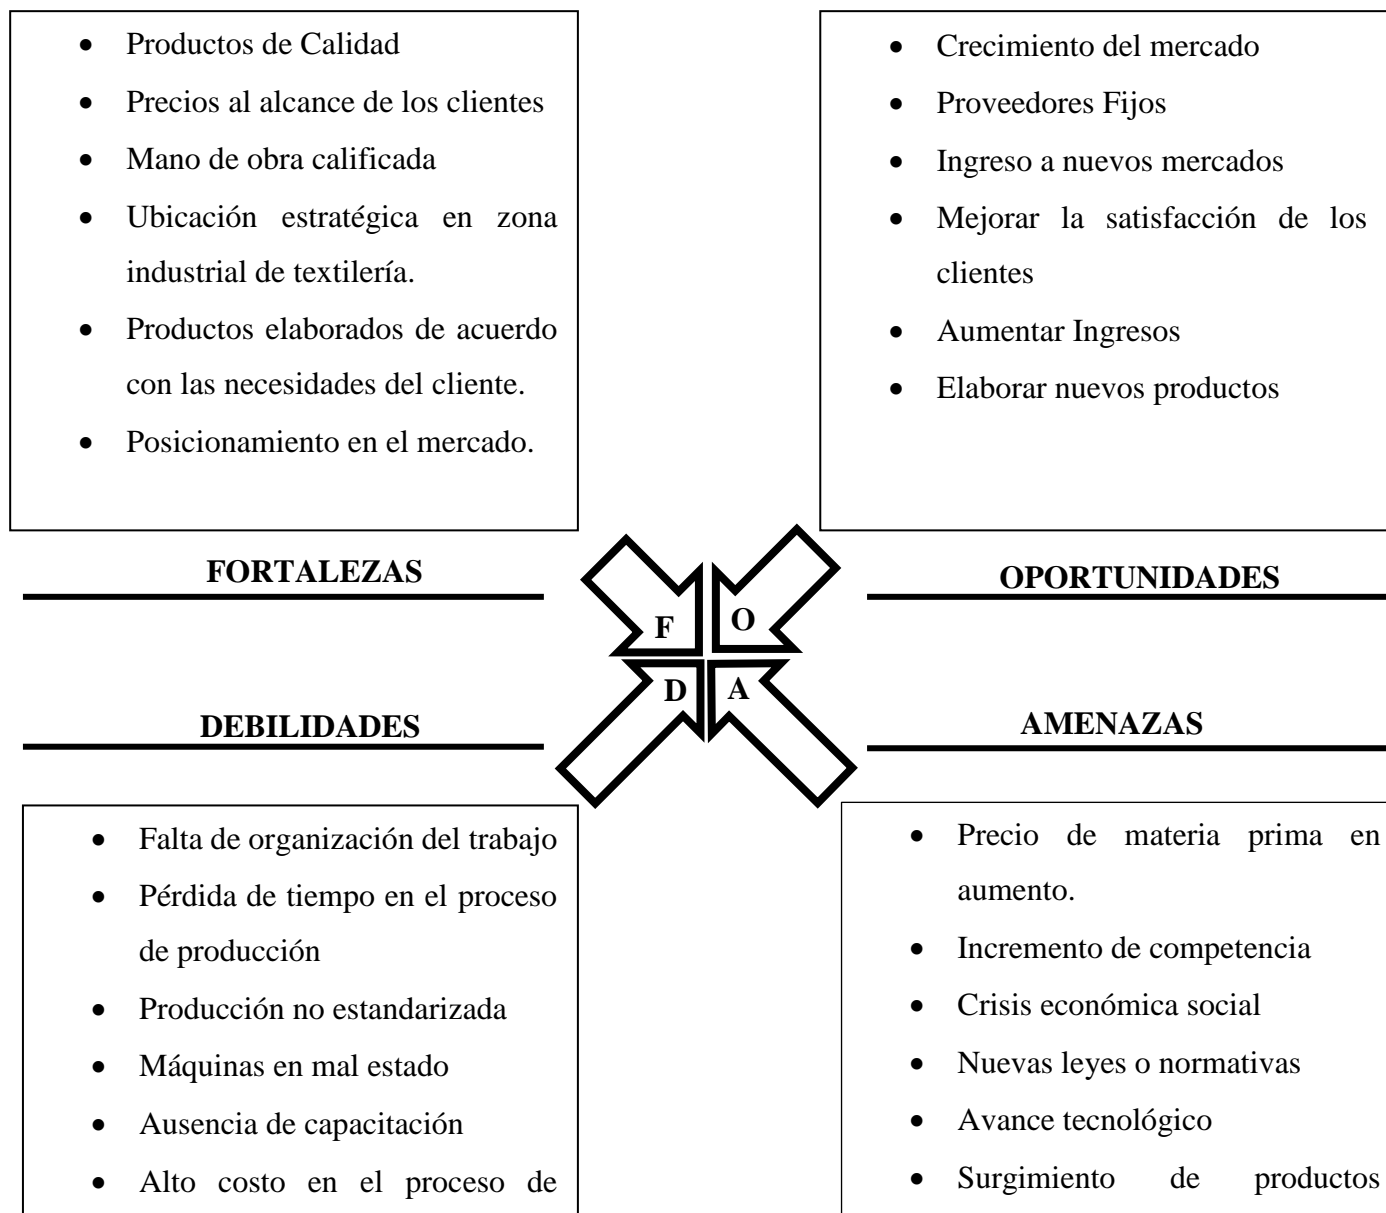 • Productos de Calidad
• Precios al alcance de los clientes
• Mano de obra calificada
• Ubicación estratégica en zona
industrial de textilería.
• Productos elaborados de acuerdo
con las necesidades del cliente.
• Posicionamiento en el mercado.
• Crecimiento del mercado
• Proveedores Fijos
• Ingreso a nuevos mercados
• Mejorar la satisfacción de los
clientes
• Aumentar Ingresos
• Elaborar nuevos productos
FORTALEZAS
OPORTUNIDADES
F
O
D
A
DEBILIDADES
AMENAZAS
• Falta de organización del trabajo
• Pérdida de tiempo en el proceso
de producción
• Producción no estandarizada
• Máquinas en mal estado
• Ausencia de capacitación
• Alto costo en el proceso de
• Precio de materia prima en
aumento.
• Incremento de competencia
• Crisis económica social
• Nuevas leyes o normativas
• Avance tecnológico
• Surgimiento de productos